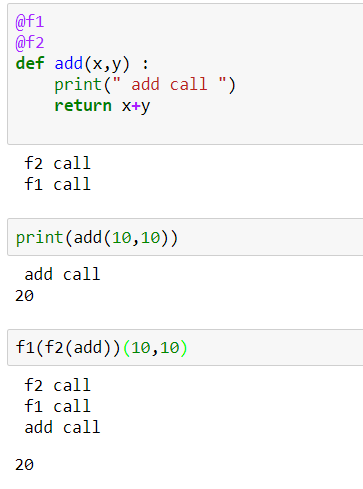 @f1
@f2
def add(x,y) :
    print(" add call ")
    return x+y
 f2 call
 f1 call
print(add(10,10))
 add call
20
f1(f2(add))(10,10)
 f2 call
 f1 call
 add call
20